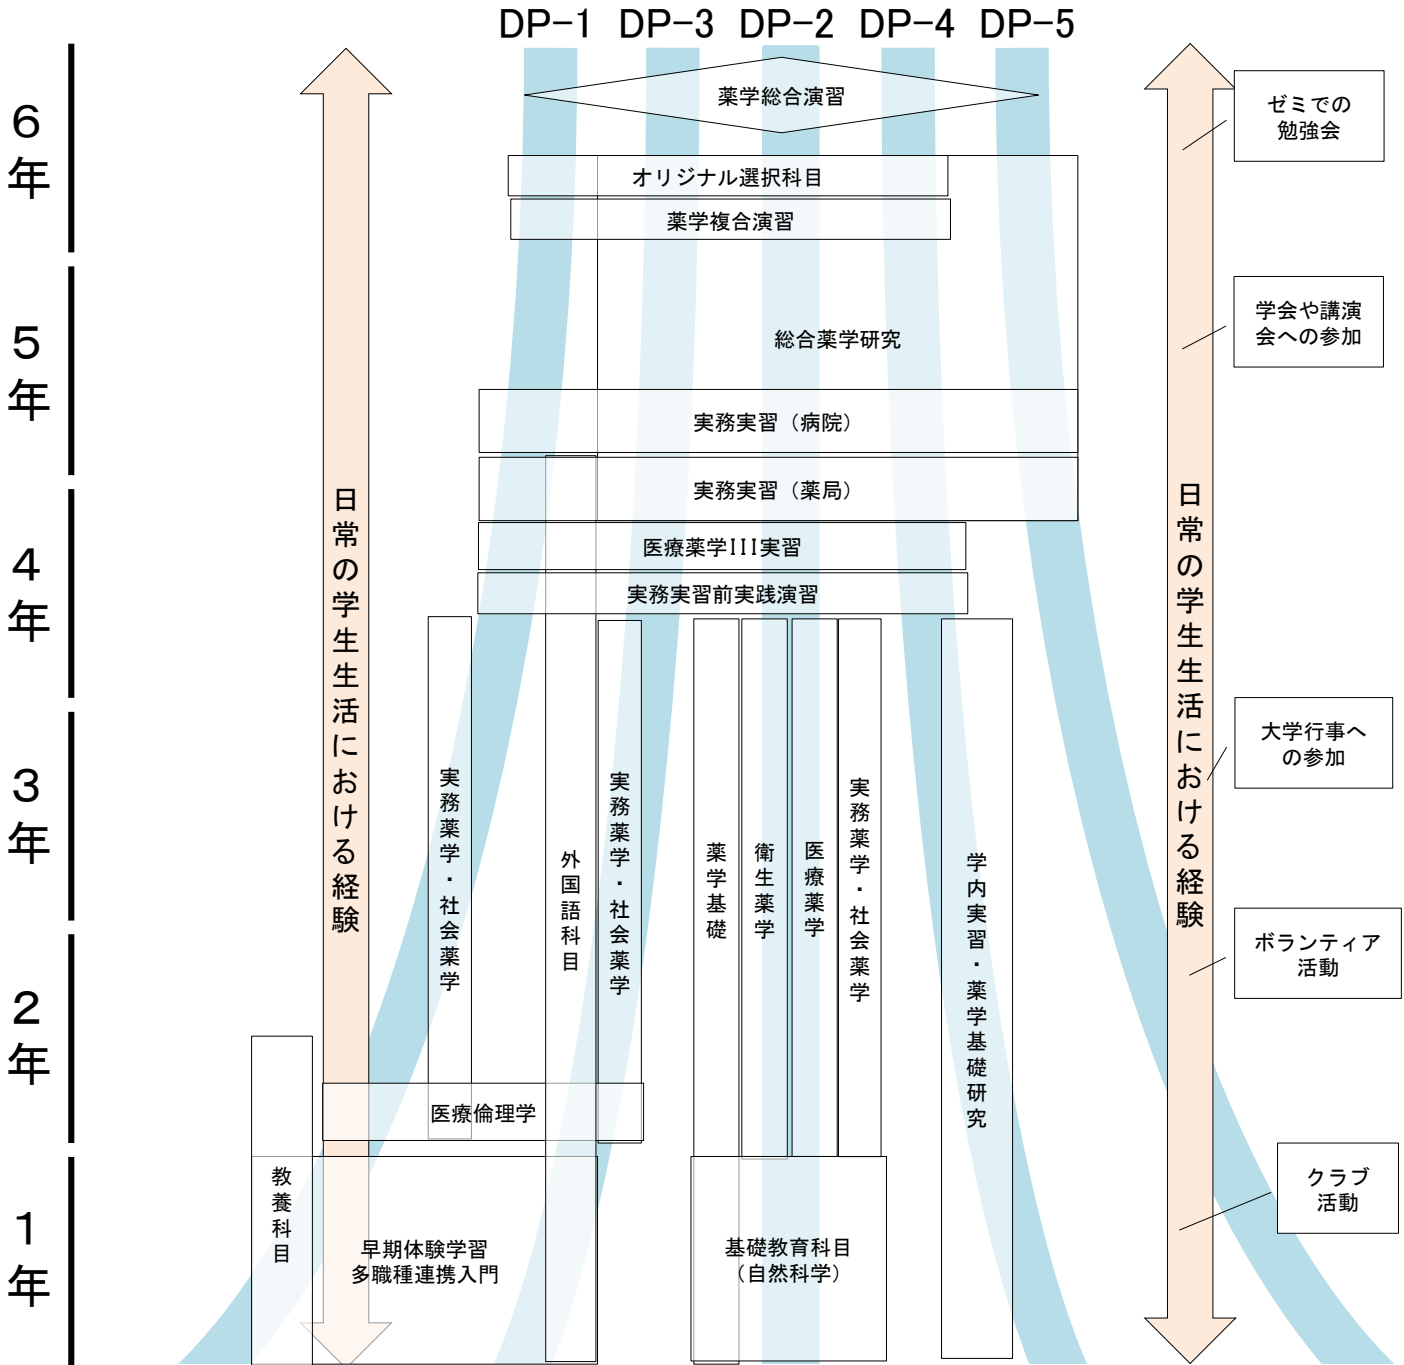 DP-1 DP-3 DP-2 DP-4 DP-5
6年
薬学総合演習
オリジナル選択科目
薬学複合演習
5年
総合薬学研究
実務実習（病院）
実務実習（薬局）
4年
医療薬学III実習
実務実習前実践演習
3年
実務薬学・社会薬学
外国語科目
実務薬学・社会薬学
薬学基礎
衛生薬学
医療薬学
実務薬学・社会薬学
学内実習・薬学基礎研究
2年
医療倫理学
1年
教養科目
早期体験学習
多職種連携入門
基礎教育科目
（自然科学）
日常の学生生活における経験
日常の学生生活における経験
ゼミでの
勉強会
学会や講演
会への参加
大学行事へ
の参加
ボランティア
活動
クラブ
活動